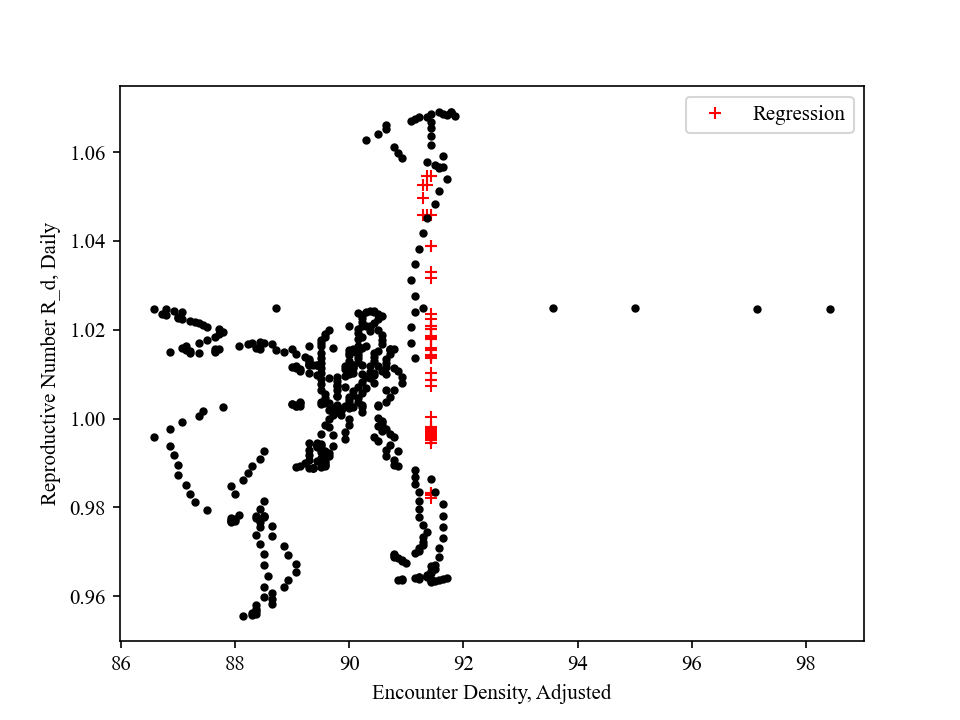 Regression
1.06
1.04
1.02
1.00
0.98
0.96
Reproductive Number R_d, Daily
86 88 90 92 94 96 98
Encounter Density, Adjusted